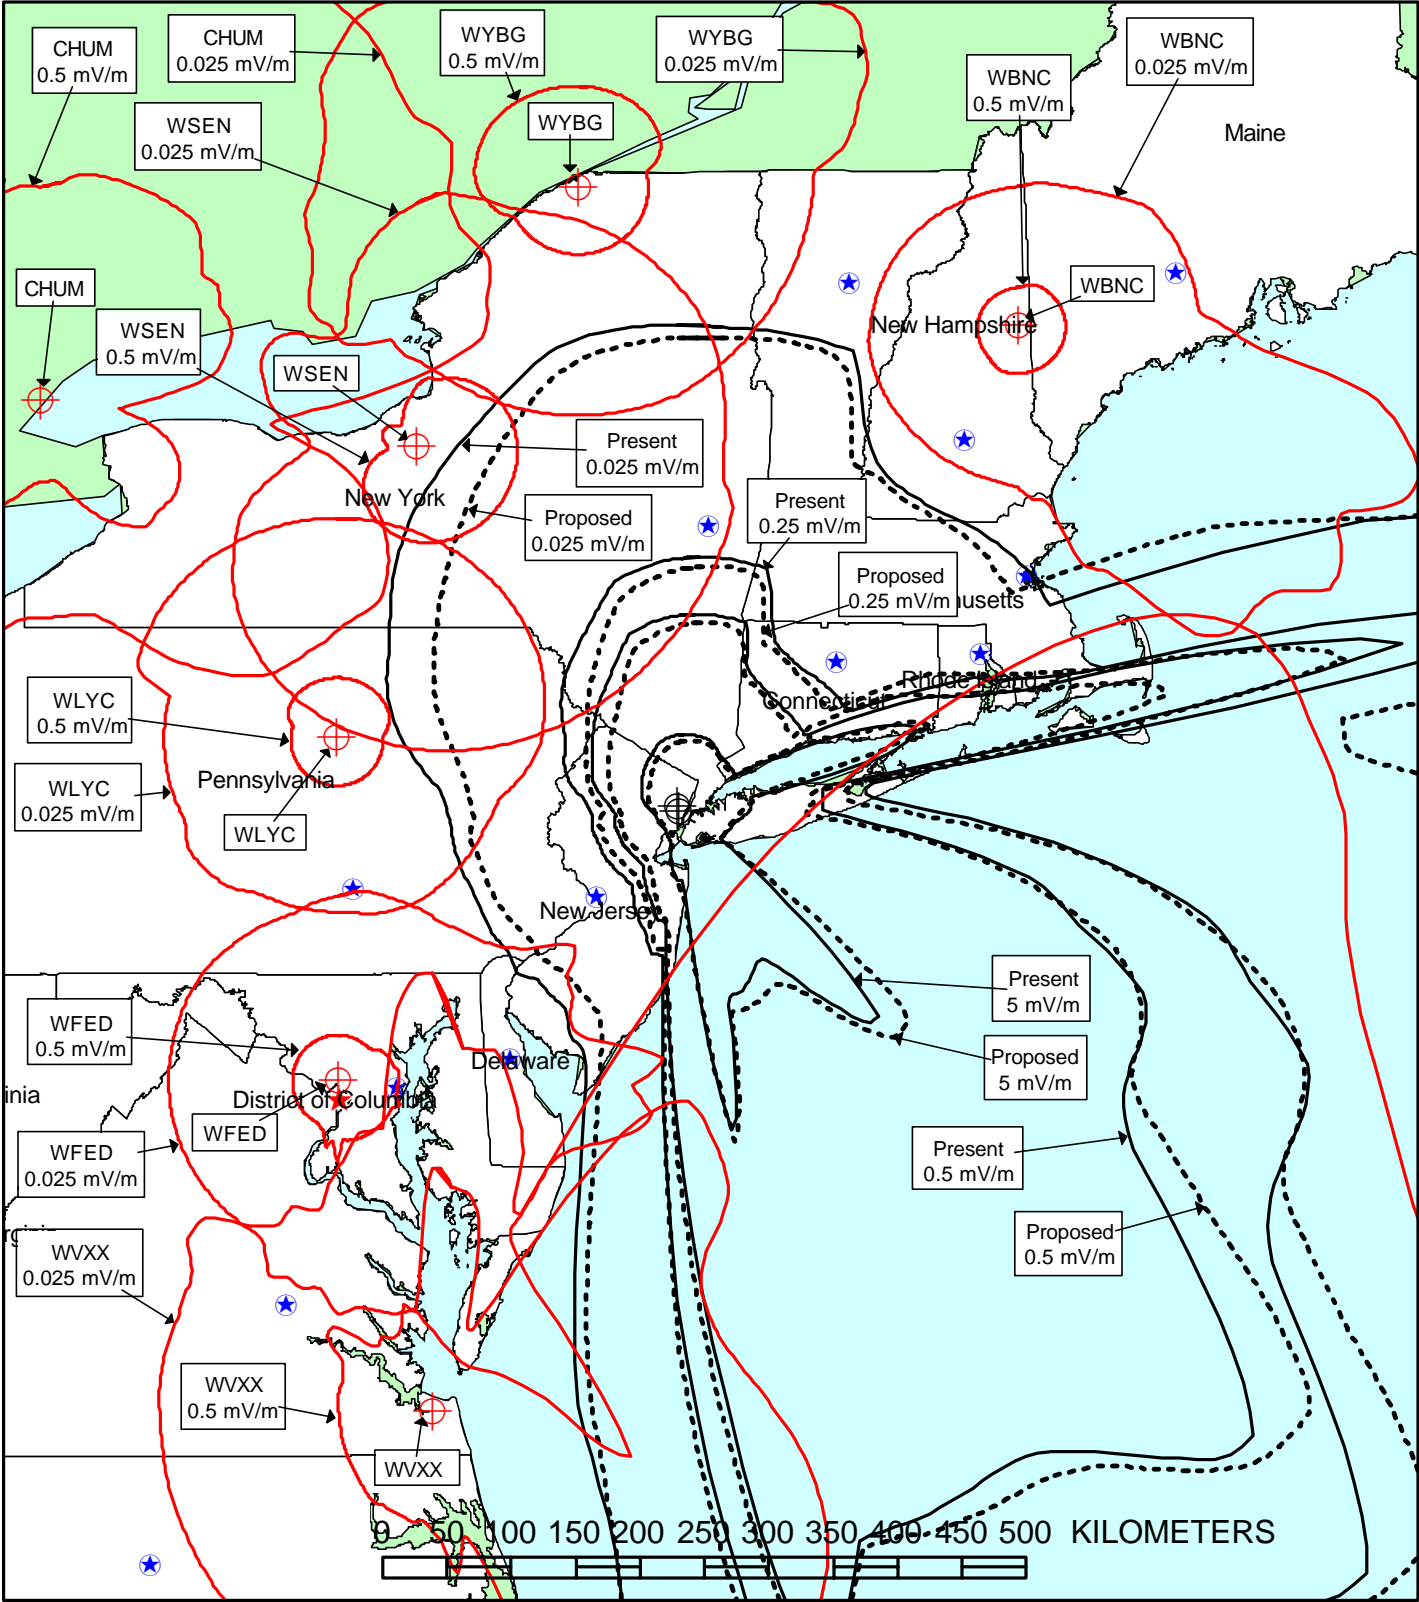 CHUM
0.5 mV/m
CHUM
0.025 mV/m
WYBG
0.5 mV/m
WYBG
0.025 mV/m
WBNC
0.5 mV/m
WBNC
0.025 mV/m
Maine
WSEN
0.025 mV/m
WYBG
CHUM
WBNC
New Hampshire
WSEN
0.5 mV/m
WSEN
Present
0.025 mV/m
New York
Proposed
0.025 mV/m
Present
0.25 mV/m
Proposed
0.25 mV/m
usetts
Rhode Island
Connecticut
WLYC
0.5 mV/m
WLYC
0.025 mV/m
Pennsylvania
WLYC
New Jersey
Present
5 mV/m
Proposed
5 mV/m
WFED
0.5 mV/m
Delaware
inia
District of Columbia
WFED
WFED
0.025 mV/m
Present
0.5 mV/m
Proposed
0.5 mV/m
rginia
WVXX
0.025 mV/m
WVXX
0.5 mV/m
WVXX
0 50 100 150 200 250 300 350 400 450 500 KILOMETERS